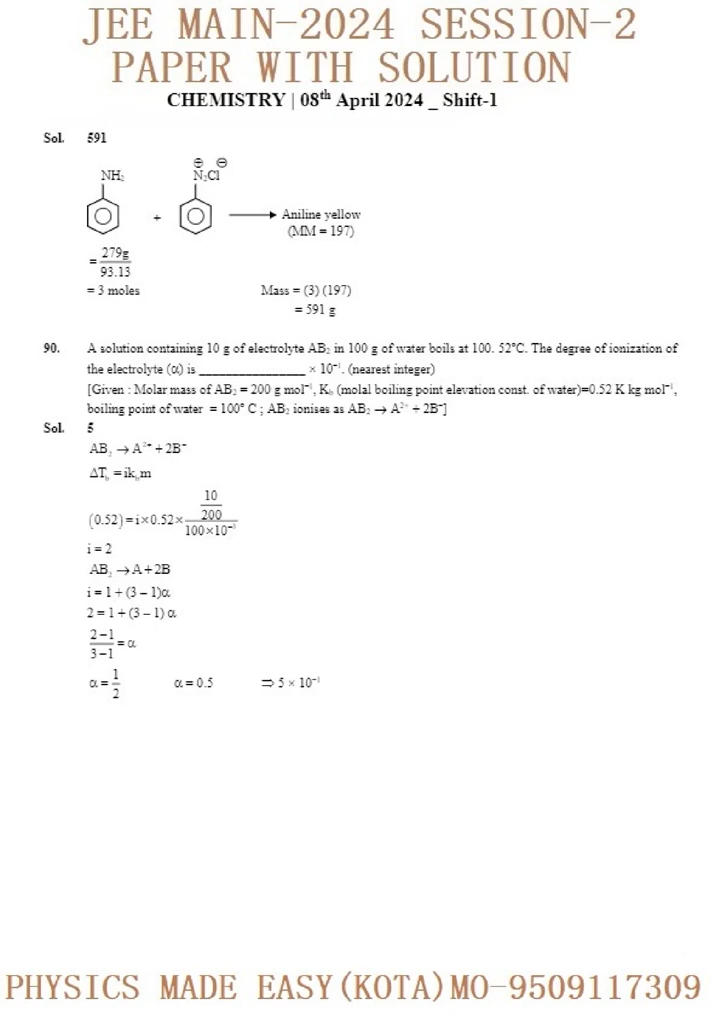 JEE MAIN-2024 SESSION-2
PAPER WITH SOLUTION
CHEMISTRY | 08th April 2024 _ Shift-1
Sol. 591
NH₂ N₂Cl ⊕ ⊖
+ → Aniline yellow
(MM = 197)
= 279g / 93.13
= 3 moles Mass = (3) (197)
= 591 g
90. A solution containing 10 g of electrolyte AB₂ in 100 g of water boils at 100. 52°C. The degree of ionization of
the electrolyte (α) is _______________ × 10⁻¹. (nearest integer)
[Given : Molar mass of AB₂ = 200 g mol⁻¹, K_b (molal boiling point elevation const. of water)=0.52 K kg mol⁻¹,
boiling point of water = 100° C ; AB₂ ionises as AB₂ → A²⁺ + 2B⁻]
Sol. 5
AB₂ → A²⁺ + 2B⁻
ΔT_b = ik_bm
(0.52) = i×0.52× (10/200) / (100×10⁻³)
i = 2
AB₂ → A + 2B
i = 1 + (3 – 1)α
2 = 1 + (3 – 1) α
(2–1)/(3–1) = α
α = 1/2 α = 0.5 ⇒ 5 × 10⁻¹
PHYSICS MADE EASY(KOTA)MO-9509117309